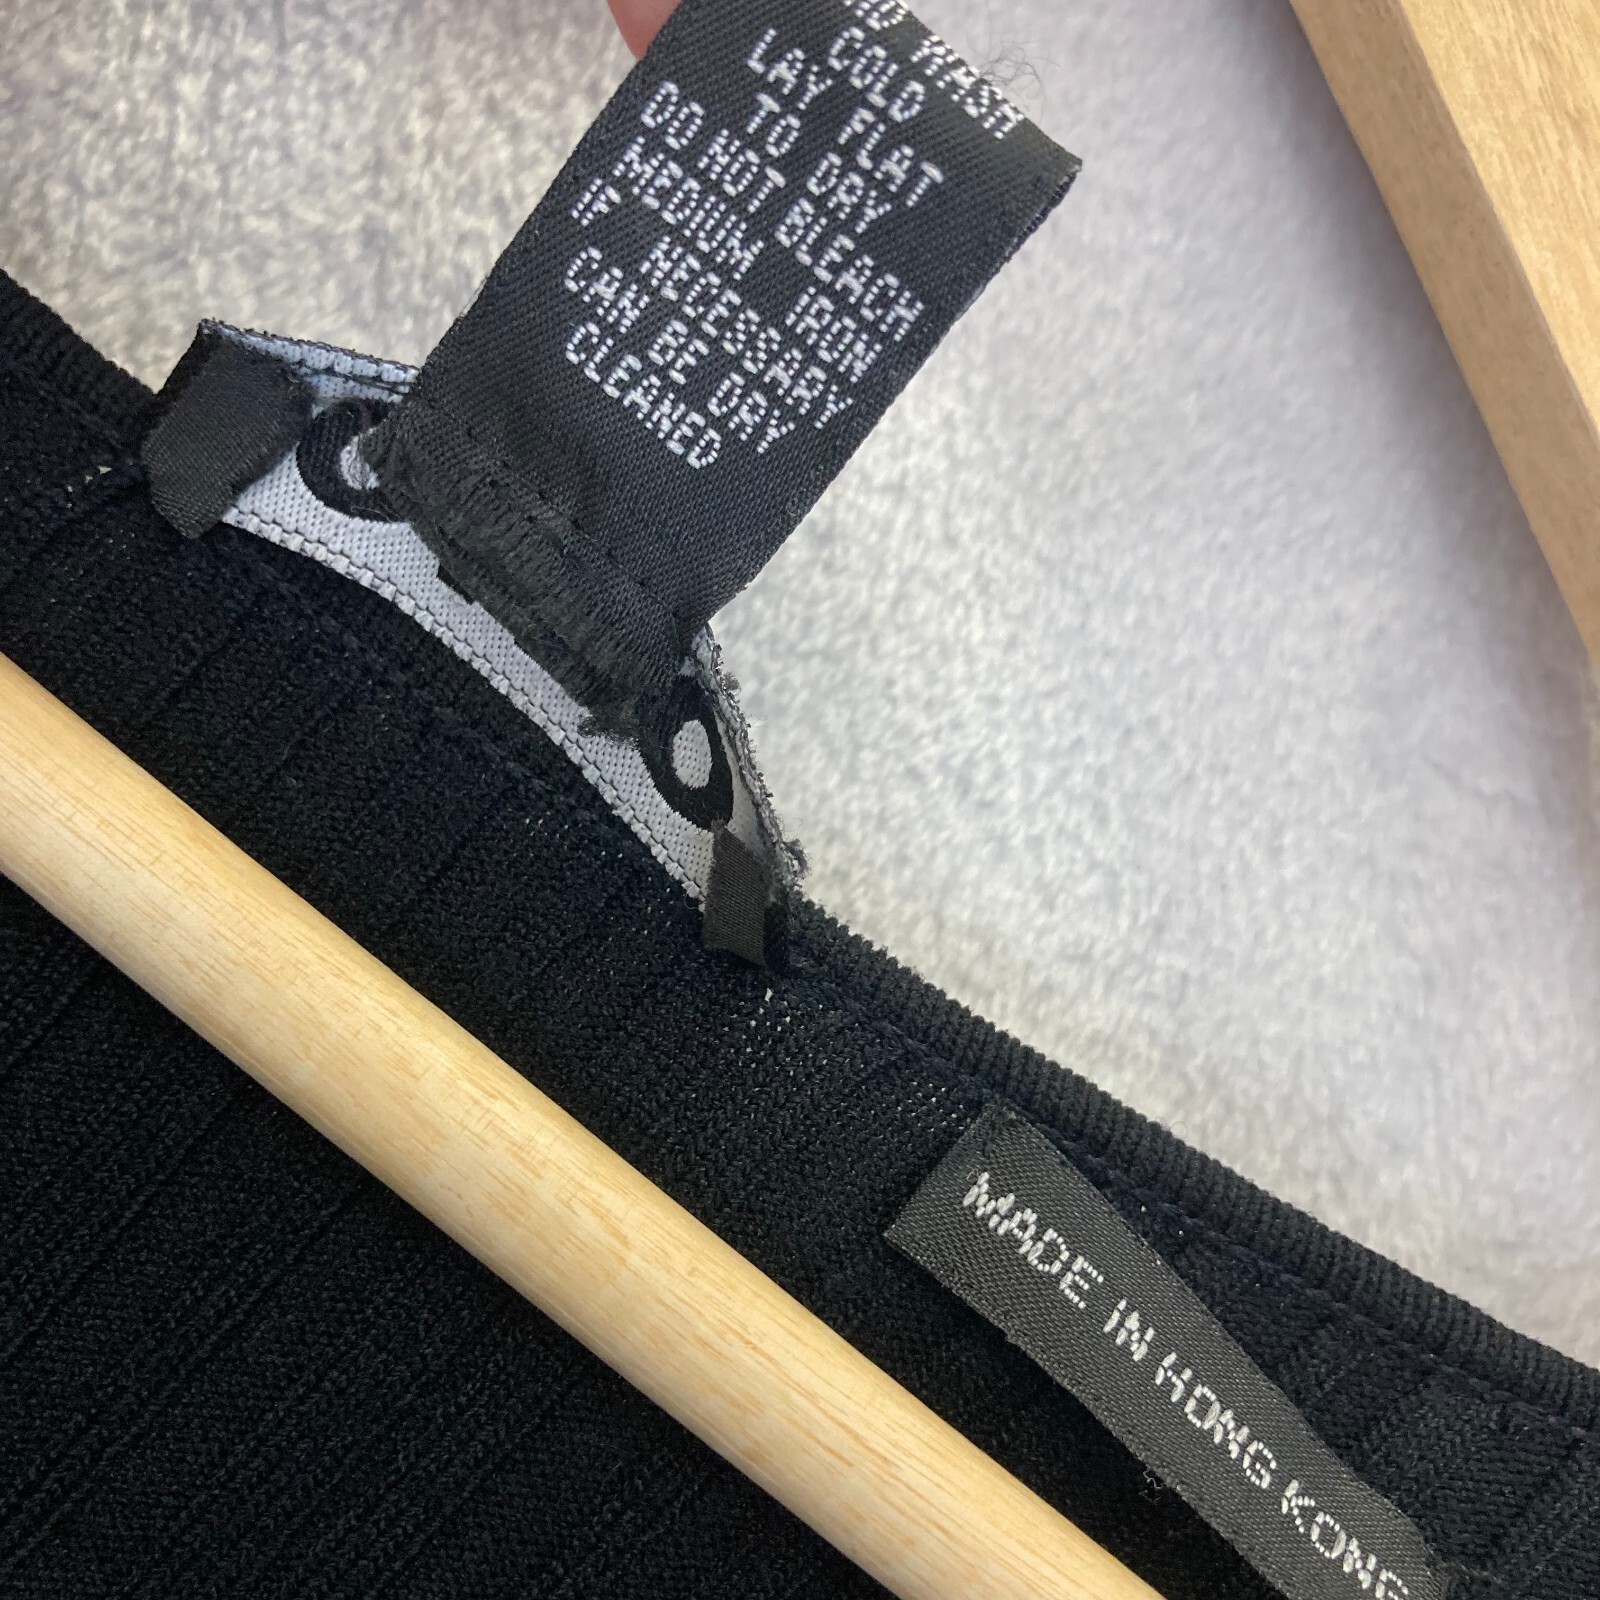 WASH
COLD
LAY FLAT
TO DRY
DO NOT BLEACH
MEDIUM IRON
IF NECESSARY
CAN BE DRY
CLEANED
MADE IN HONG KONG